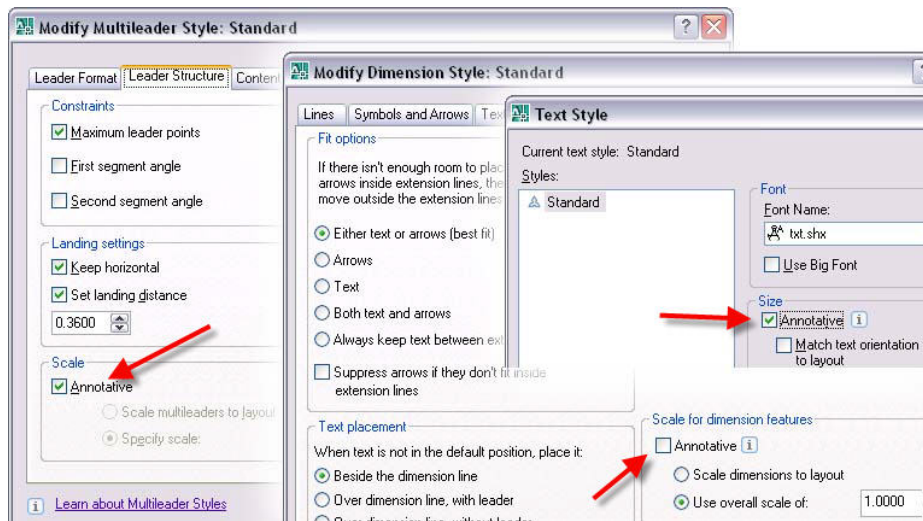 Modify Multileader Style: Standard
Leader Format
Leader Structure
Content
Constraints
Maximum leader points
First segment angle
Second segment angle
Landing settings
Keep horizontal
Set landing distance
0.3600
Scale
Annotative
Scale multileaders to layout
Specify scale:
Learn about Multileader Styles
Modify Dimension Style: Standard
Lines
Symbols and Arrows
Fit options
If there isn't enough room to
arrows inside extension lines,
move outside the extension lines
Either text or arrows (best fit)
Arrows
Text
Both text and arrows
Always keep text between
Suppress arrows if they don't fit inside
extension lines
Text placement
When text is not in the default position, place it:
Beside the dimension line
Over dimension line, with leader
Over dimension line, without leader
Text Style
Current text style: Standard
Styles:
Standard
Font
Font Name:
txt.shx
Use Big Font
Size
Annotative
Match text orientation
to layout
Scale for dimension features
Annotative
Scale dimensions to layout
Use overall scale of:
1.0000